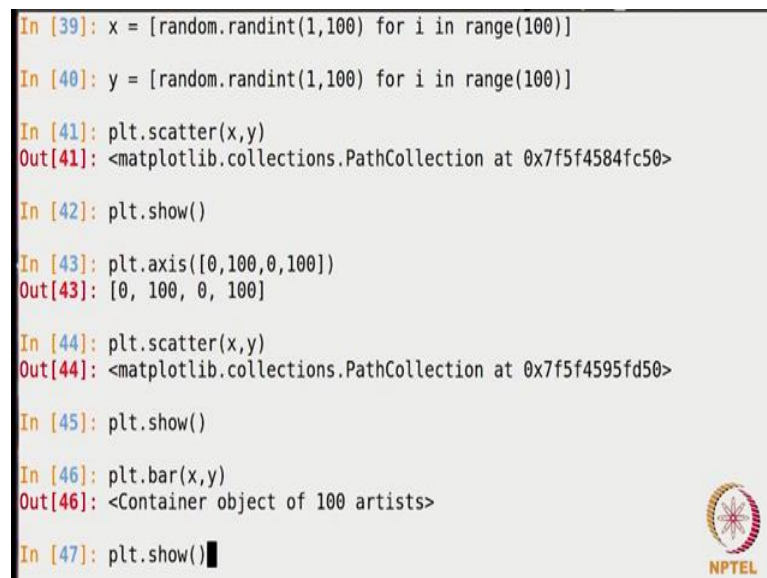 In [39]: x = [random.randint(1,100) for i in range(100)]
In [40]: y = [random.randint(1,100) for i in range(100)]
In [41]: plt.scatter(x,y)
Out[41]: <matplotlib.collections.PathCollection at 0x7f5f4584fc50>
In [42]: plt.show()
In [43]: plt.axis([0,100,0,100])
Out[43]: [0, 100, 0, 100]
In [44]: plt.scatter(x,y)
Out[44]: <matplotlib.collections.PathCollection at 0x7f5f4595fd50>
In [45]: plt.show()
In [46]: plt.bar(x,y)
Out[46]: <Container object of 100 artists>
In [47]: plt.show()
NPTEL